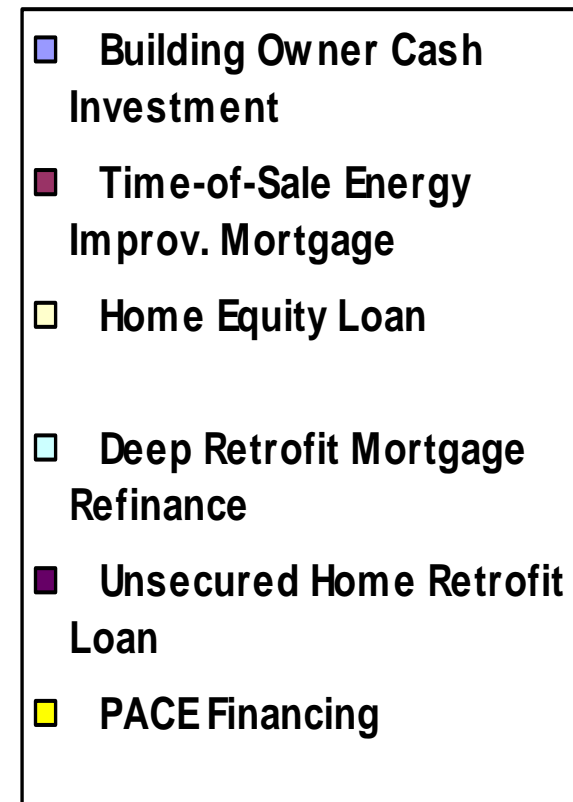 Building Owner Cash
Investment
Time-of-Sale Energy
Improv. Mortgage
Home Equity Loan
Deep Retrofit Mortgage
Refinance
Unsecured Home Retrofit
Loan
PACE Financing